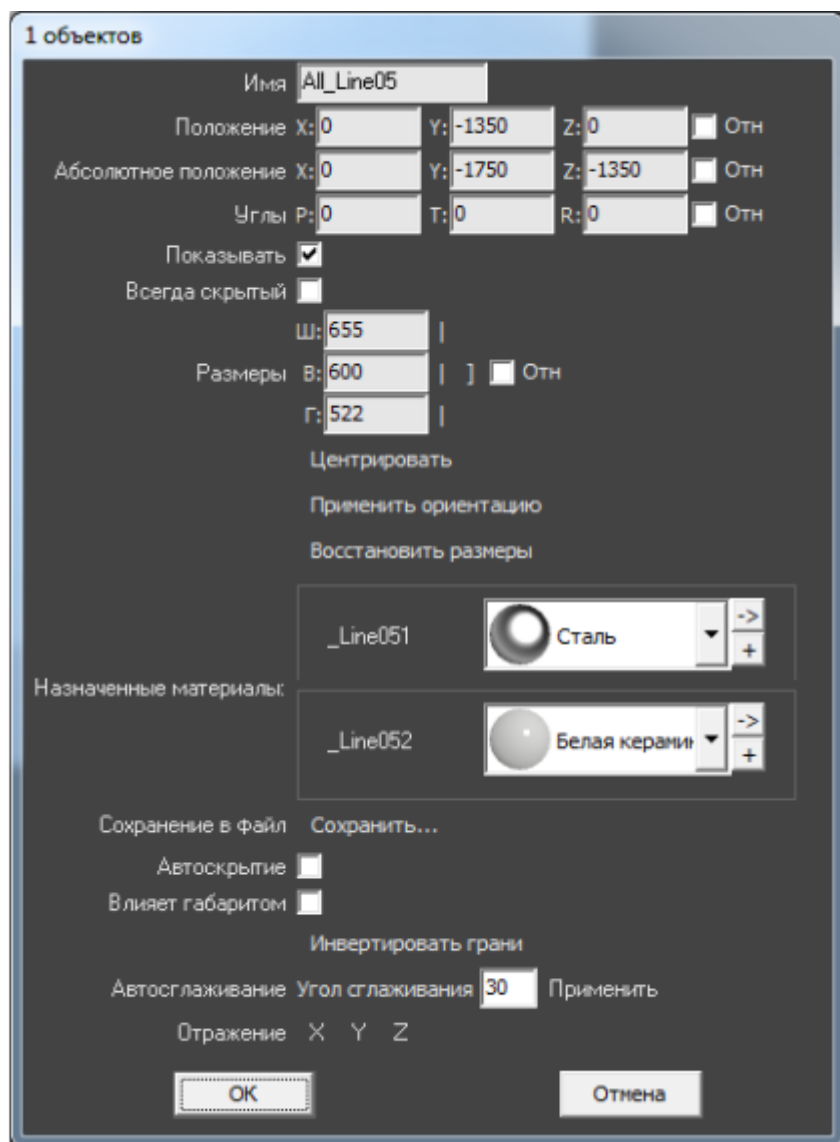 1 объектов
Имя All_Line05
Положение X: 0 Y: -1350 Z: 0 Отн
Абсолютное положение X: 0 Y: -1750 Z: -1350 Отн
Углы P: 0 T: 0 R: 0 Отн
Показывать
Всегда скрытый
Ш: 655 |
Размеры В: 600 | ] Отн
Г: 522 |
Центрировать
Применить ориентацию
Восстановить размеры
_Line051 Сталь ->
+
Назначенные материалы:
_Line052 Белая керамин ->
+
Сохранение в файл Сохранить...
Автоскрытие
Влияет габаритом
Инвертировать грани
Автосглаживание Угол сглаживания 30 Применить
Отражение X Y Z
OK Отмена